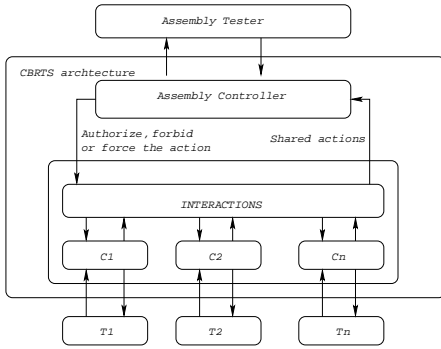 Assembly Tester
CBRTS archtecture
Assembly Controller
Authorize, forbid
or force the action
Shared actions
INTERACTIONS
C1
C2
Cn
T1
T2
Tn